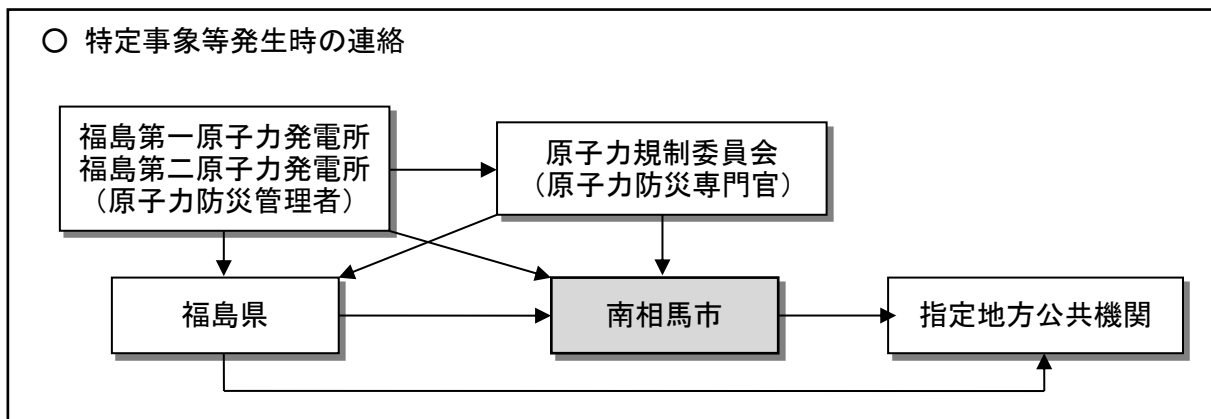 ○ 特定事象等発生時の連絡
福島第一原子力発電所
福島第二原子力発電所
（原子力防災管理者）
原子力規制委員会
（原子力防災専門官）
福島県
南相馬市
指定地方公共機関